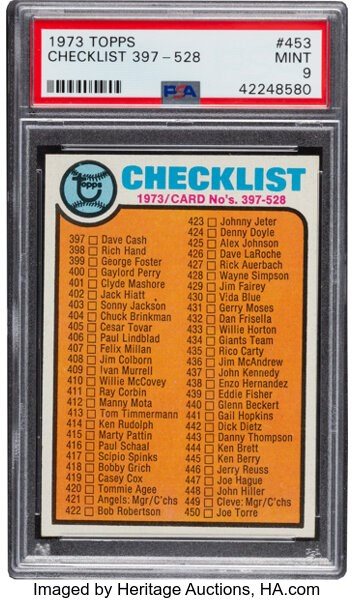 1973 TOPPS #453
CHECKLIST 397-528 MINT
9
PSA 42248580
topps
CHECKLIST
1973/CARD No's. 397-528
397 Dave Cash
398 Rich Hand
399 George Foster
400 Gaylord Perry
401 Clyde Mashore
402 Jack Hiatt
403 Sonny Jackson
404 Chuck Brinkman
405 Cesar Tovar
406 Paul Lindblad
407 Felix Millan
408 Jim Colborn
409 Ivan Murrell
410 Willie McCovey
411 Ray Corbin
412 Manny Mota
413 Tom Timmermann
414 Ken Rudolph
415 Marty Pattin
416 Paul Schaal
417 Scipio Spinks
418 Bobby Grich
419 Casey Cox
420 Tommie Agee
421 Angels: Mgr/C'chs
422 Bob Robertson
423 Johnny Jeter
424 Denny Doyle
425 Alex Johnson
426 Dave LaRoche
427 Rick Auerbach
428 Wayne Simpson
429 Jim Fairey
430 Vida Blue
431 Gerry Moses
432 Dan Frisella
433 Willie Horton
434 Giants Team
435 Rico Carty
436 Jim McAndrew
437 John Kennedy
438 Enzo Hernandez
439 Eddie Fisher
440 Glenn Beckert
441 Gail Hopkins
442 Dick Dietz
443 Danny Thompson
444 Ken Brett
445 Ken Berry
446 Jerry Reuss
447 Joe Hague
448 John Hiller
449 Cleve: Mgr/C'chs
450 Joe Torre
Imaged by Heritage Auctions, HA.com